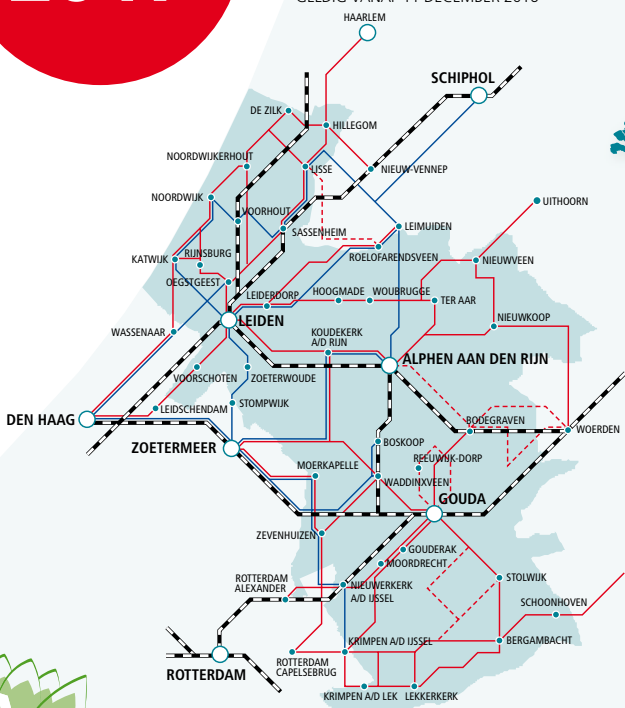 HAARLEM
SCHIPHOL
DE ZILK
HILLEGOM
NOORDWIJKERHOUT
LISSE
NIEUW-VENNEP
NOORDWIJK
UITHOORN
VOORHOUT
SASSENHEIM
LEIMUIDEN
KATWIJK
RIJNSBURG
ROELOFARENDSVEEN
NIEUWVEEN
OEGSTGEEST
LEIDERDORP
HOOGMADE
WOUBRUGGE
TER AAR
LEIDEN
NIEUWKOOP
WASSENAAR
KOUDEKERK
A/D RIJN
ALPHEN AAN DEN RIJN
VOORSCHOTEN
ZOETERWOUDE
DEN HAAG
LEIDSCHENDAM
STOMPWIJK
BODEGRAVEN
WOERDEN
ZOETERMEER
BOSKOOP
REEUWIJK-DORP
MOERKAPELLE
WADDINXVEEN
GOUDA
ZEVENHUIZEN
GOUDERAK
MOORDRECHT
ROTTERDAM
ALEXANDER
NIEUWERKERK
A/D IJSSEL
STOLWIJK
SCHOONHOVEN
KRIMPEN A/D IJSSEL
BERGAMBACHT
ROTTERDAM
ROTTERDAM
CAPELSEBRUG
KRIMPEN A/D LEK
LEKKERKERK